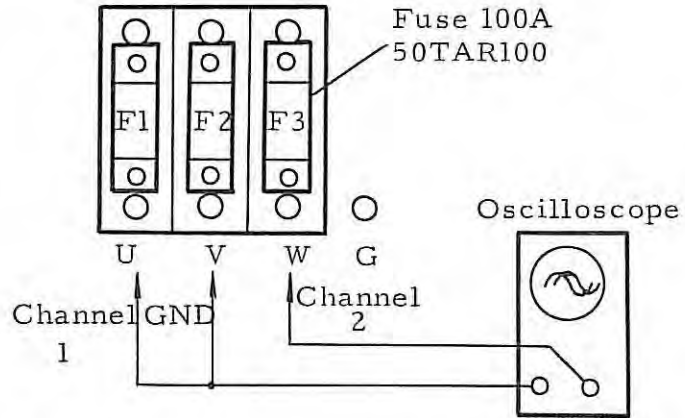 Fuse 100A
50TAR100
F1 F2 F3
Oscilloscope
U V W G
Channel 1
GND
Channel 2